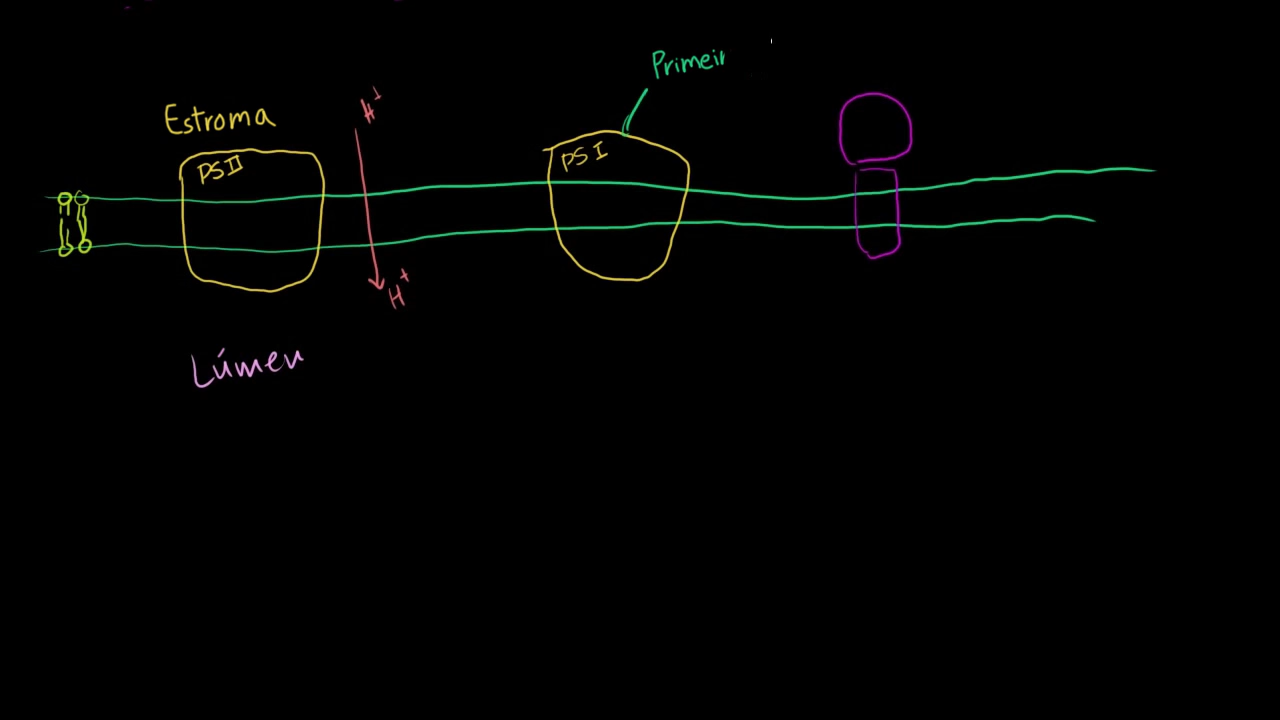 Primeir
Estroma
H+
PSII
PSI
H+
Lúmen